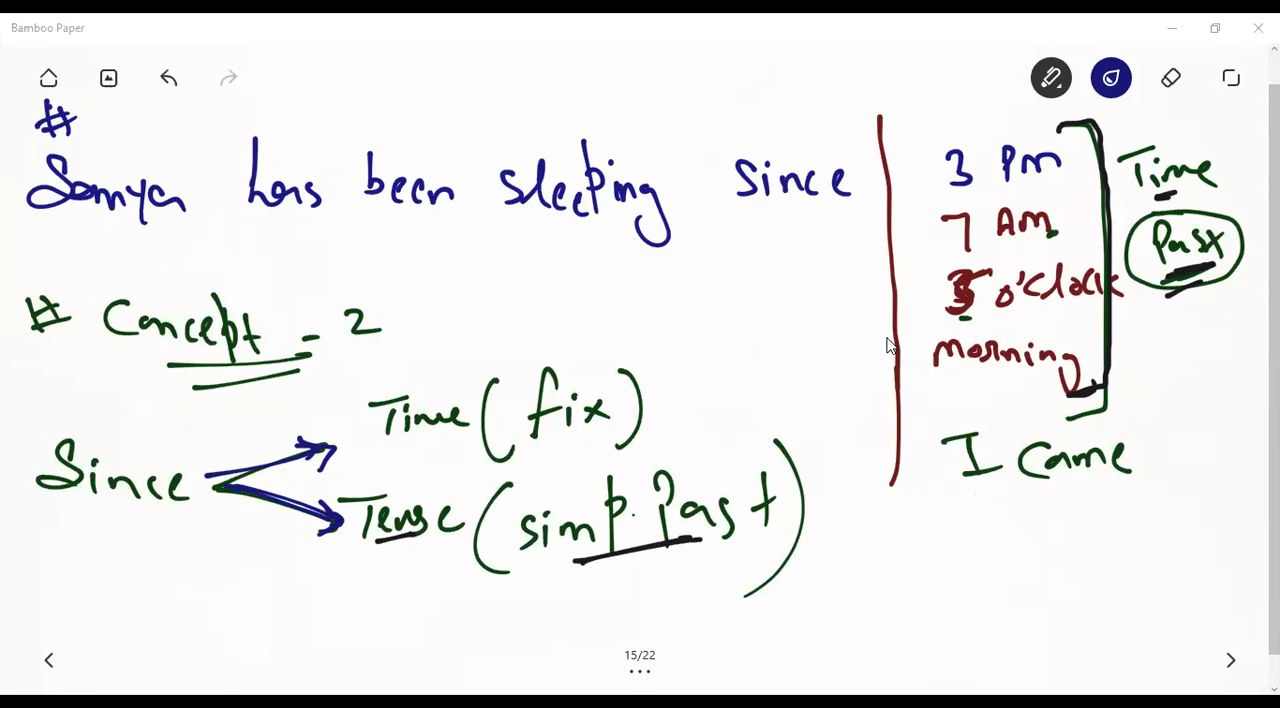 Bamboo Paper
#
Somya has been sleeping since
3 Pm
7 Am
5 o'clock
morning
Time
Past
I came
# Concept - 2
Since
Time (fix)
Tense (simp. Past)
15/22